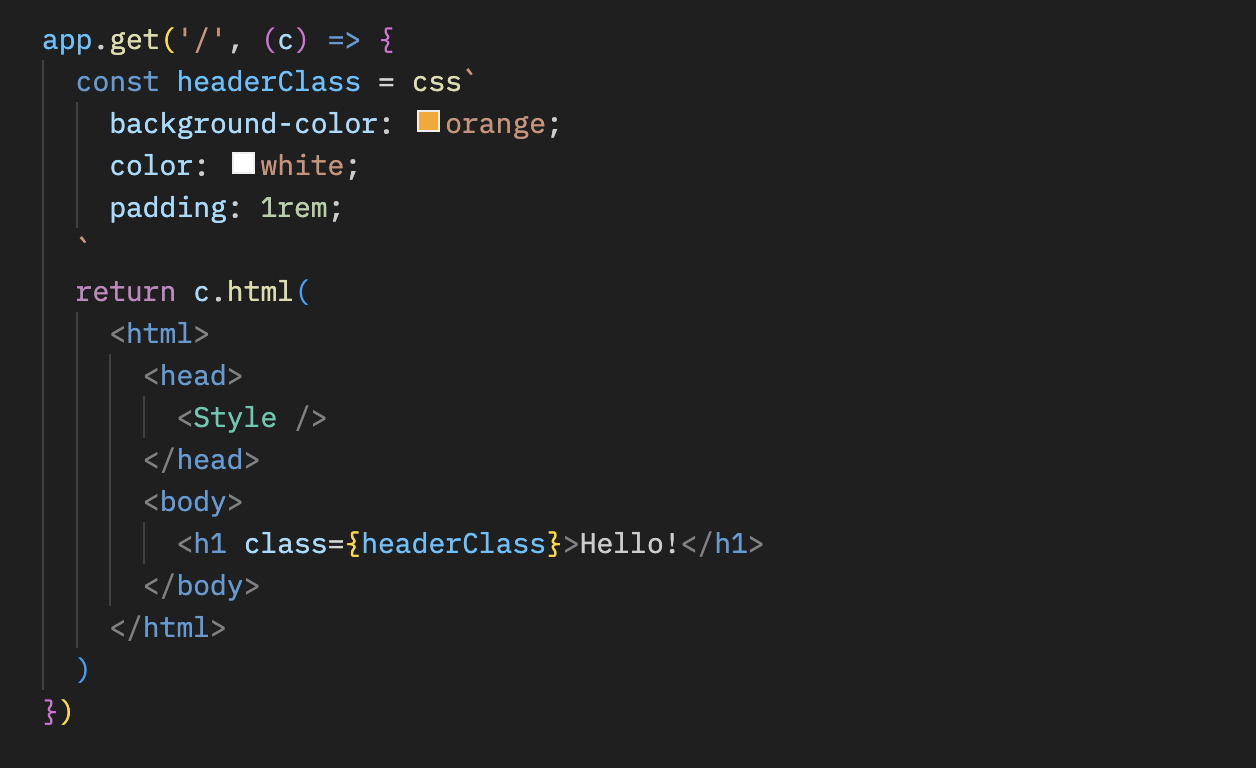 app.get('/', (c) => {
  const headerClass = css`
    background-color: orange;
    color: white;
    padding: 1rem;
  `
  return c.html(
    <html>
      <head>
        <Style />
      </head>
      <body>
        <h1 class={headerClass}>Hello!</h1>
      </body>
    </html>
  )
})